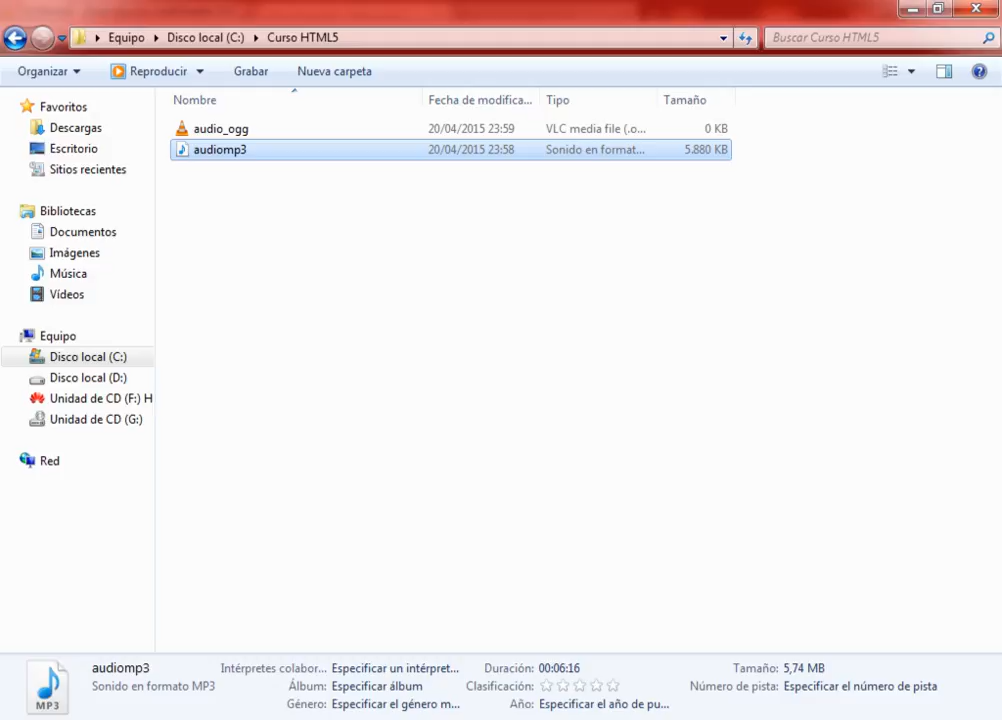 Equipo Disco local (C:) Curso HTML5 Buscar Curso HTML5
Organizar Reproducir Grabar Nueva carpeta
Nombre Fecha de modifica... Tipo Tamaño
audio_ogg 20/04/2015 23:59 VLC media file (.o... 0 KB
audiomp3 20/04/2015 23:58 Sonido en format... 5.880 KB
Favoritos
Descargas
Escritorio
Sitios recientes
Bibliotecas
Documentos
Imágenes
Música
Vídeos
Equipo
Disco local (C:)
Disco local (D:)
Unidad de CD (F:) H
Unidad de CD (G:)
Red
audiomp3 Intérpretes colabor... Especificar un intérpret... Duración: 00:06:16 Tamaño: 5,74 MB
Sonido en formato MP3 Álbum: Especificar álbum Clasificación: Número de pista: Especificar el número de pista
MP3 Género: Especificar el género m... Año: Especificar el año de pu...